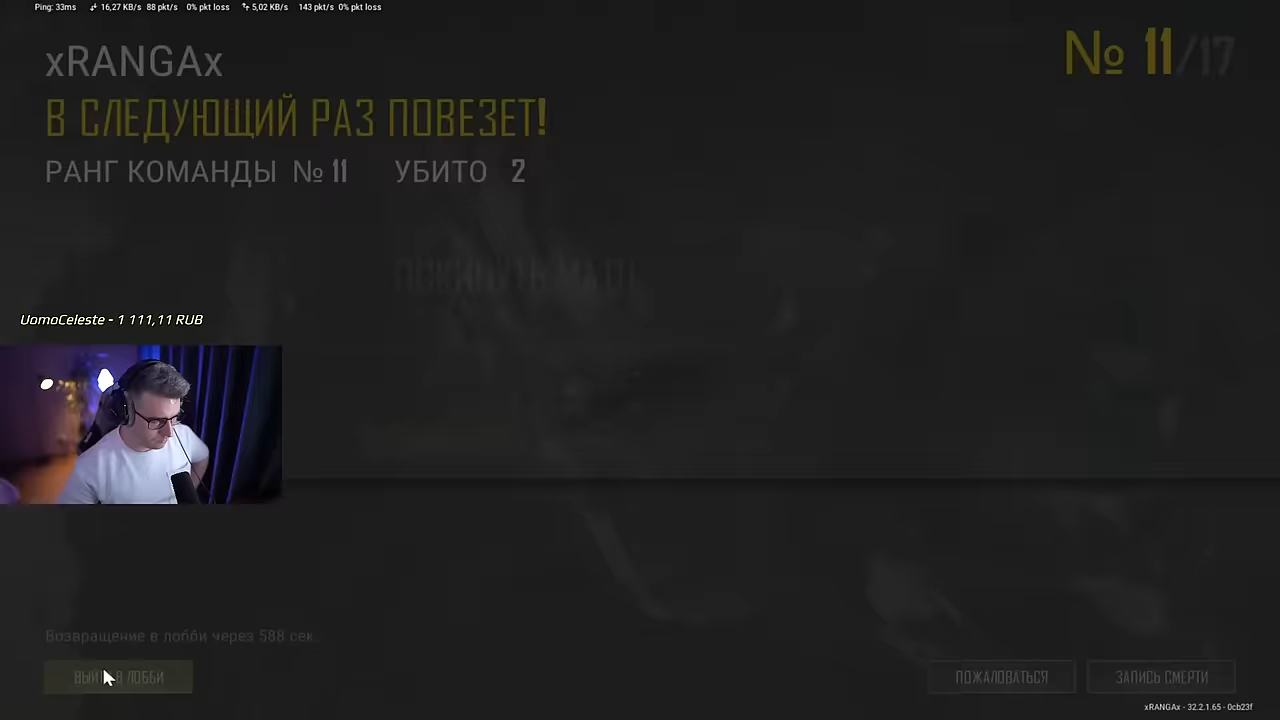 Ping: 33ms 16,27 KB/s 88 pkt/s 0% pkt loss 5,02 KB/s 143 pkt/s 0% pkt loss
xRANGAx
№ 11/17
В СЛЕДУЮЩИЙ РАЗ ПОВЕЗЕТ!
РАНГ КОМАНДЫ № 11 УБИТО 2
UomoCeleste - 1 111,11 RUB
Возвращение в лобби через 588 сек.
ВЫЙТИ В ЛОББИ
ПОЖАЛОВАТЬСЯ
ЗАПИСЬ СМЕРТИ
xRANGAx - 32.2.1.65 - 0cb23f